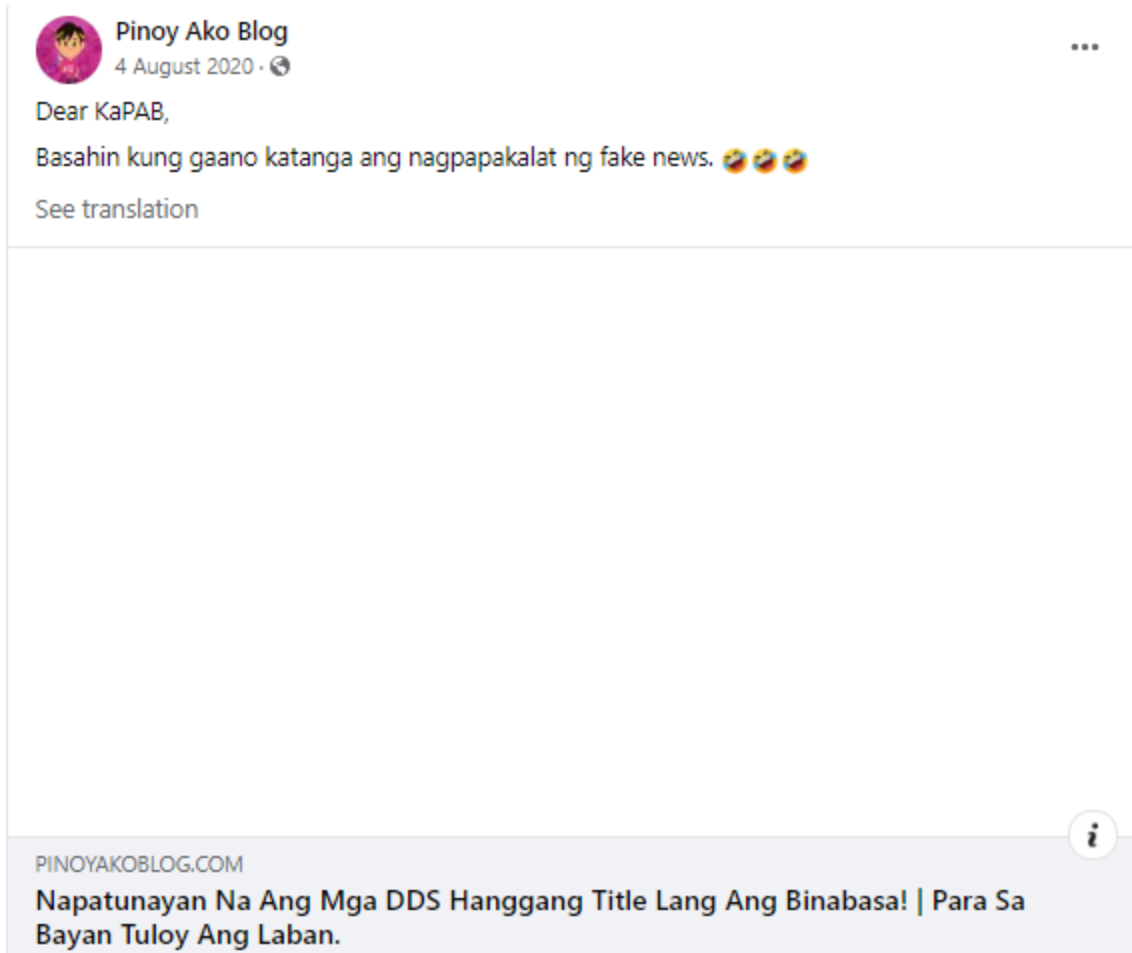 Pinoy Ako Blog
4 August 2020 ·
Dear KaPAB,
Basahin kung gaano katanga ang nagpapakalat ng fake news. 🤣🤣🤣
See translation
i
PINOYAKOBLOG.COM
Napatunayan Na Ang Mga DDS Hanggang Title Lang Ang Binabasa! | Para Sa
Bayan Tuloy Ang Laban.